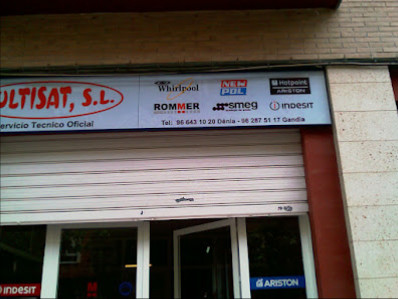 ULTISAT, S.L.
Servicio Tecnico Oficial
Whirlpool
NEW POL
Hotpoint
ARISTON
ROMMER
smeg
INDESIT
Tel: 96 643 10 20 Dénia - 96 287 51 17 Gandia
INDESIT
ARISTON